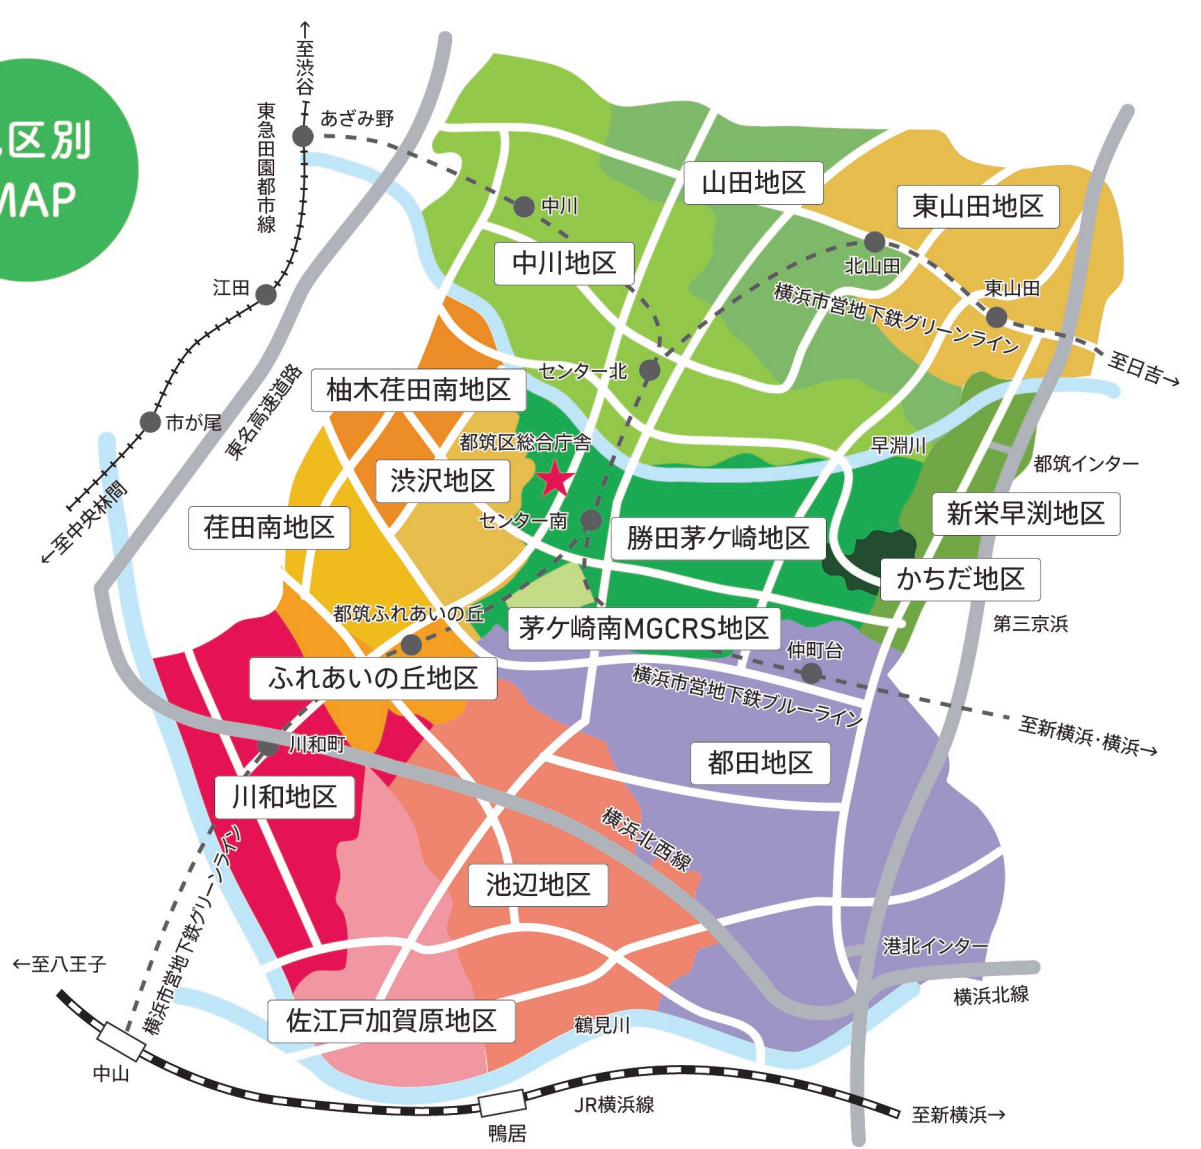 区別
MAP
←至渋谷
東急田園都市線
あざみ野
中川
山田地区
東山田地区
中川地区
北山田
東山田
江田
横浜市営地下鉄グリーンライン
至日吉→
センター北
柚木荏田南地区
市が尾
東名高速道路
都筑区総合庁舎
早淵川
都筑インター
渋沢地区
←至中央林間
荏田南地区
センター南
勝田茅ケ崎地区
新栄早渕地区
かちだ地区
都筑ふれあいの丘
茅ケ崎南MGCRS地区
第三京浜
仲町台
ふれあいの丘地区
横浜市営地下鉄ブルーライン
至新横浜・横浜→
川和町
都田地区
川和地区
横浜北西線
池辺地区
横浜市営地下鉄グリーンライン
港北インター
←至八王子
横浜北線
佐江戸加賀原地区
鶴見川
中山
JR横浜線
至新横浜→
鴨居